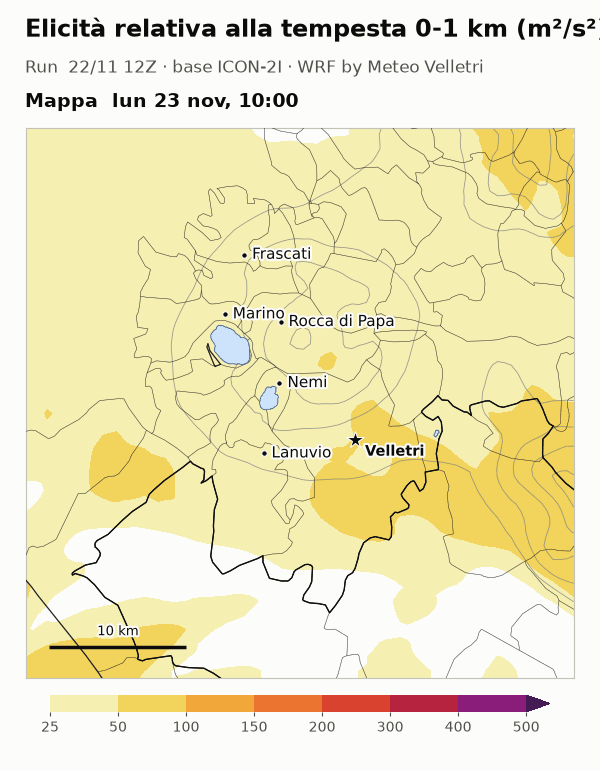 Elicità relativa alla tempesta 0-1 km (m²/s²)
Run 22/11 12Z · base ICON-2I · WRF by Meteo Velletri
Mappa lun 23 nov, 10:00
Frascati
Marino
Rocca di Papa
Nemi
Lanuvio
Velletri
10 km
25 50 100 150 200 300 400 500